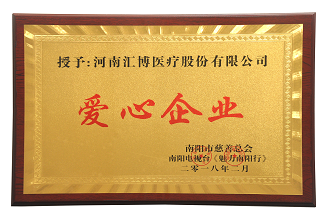 授予:河南汇博医疗股份有限公司
爱心企业
南阳市慈善总会
南阳电视台(魅力南阳行)
二〇一八年二月